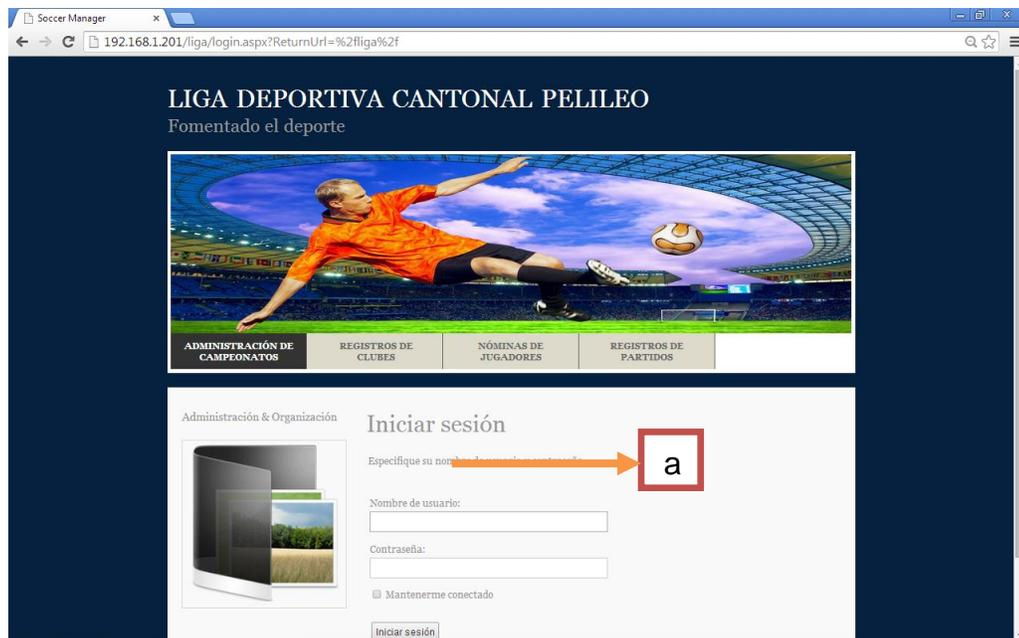 Soccer Manager
192.168.1.201/liga/login.aspx?ReturnUrl=%2fliga%2f
LIGA DEPORTIVA CANTONAL PELILEO
Fomentado el deporte
ADMINISTRACIÓN DE CAMPEONATOS
REGISTROS DE CLUBES
NÓMINAS DE JUGADORES
REGISTROS DE PARTIDOS
Administración & Organización
Iniciar sesión
Especifique su
a
Nombre de usuario:
Contraseña:
Mantenerme conectado
Iniciar sesión